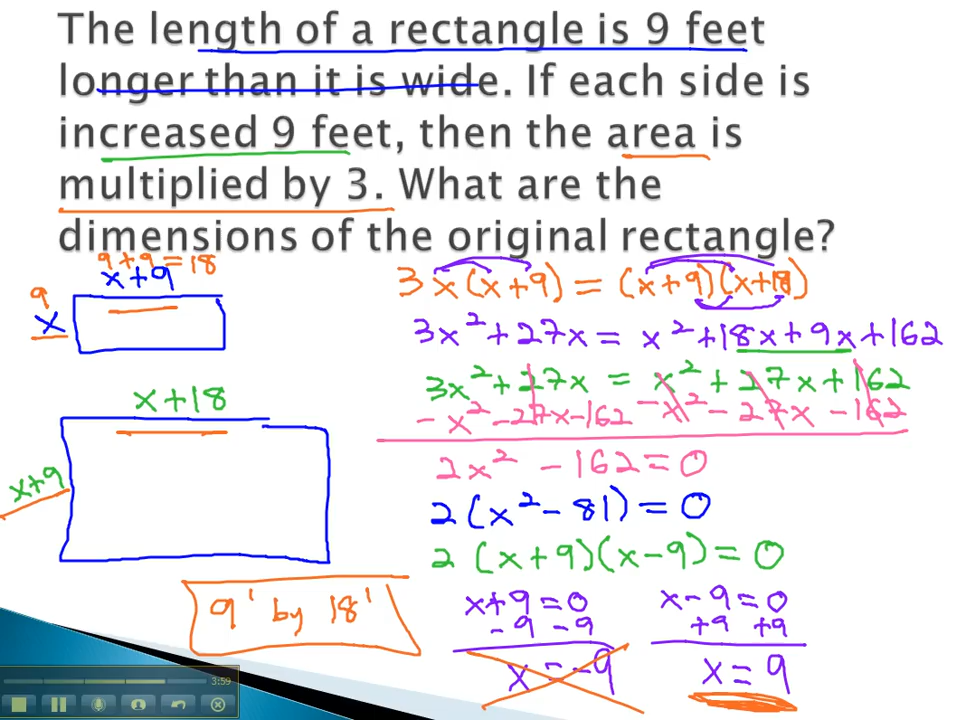 The length of a rectangle is 9 feet
longer than it is wide. If each side is
increased 9 feet, then the area is
multiplied by 3. What are the
dimensions of the original rectangle?
9+9=18
x+9
9
x
x+18
x+9
9' by 18'
3x(x+9) = (x+9)(x+18)
3x²+27x = x²+18x+9x+162
3x²+27x = x²+27x+162
-x²-27x-162 -x²-27x-162
2x² -162=0
2(x²-81)=0
2(x+9)(x-9)=0
x+9=0 x-9=0
-9 -9 +9 +9
x=-9 x=9
3:59